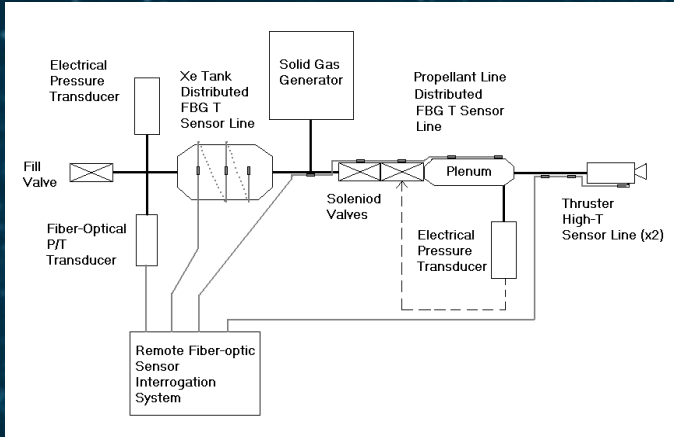 Electrical
Pressure
Transducer
Xe Tank
Distributed
FBG T
Sensor
Line
Solid Gas
Generator
Propellant Line
Distributed
FBG T Sensor
Line
Fill
Valve
Plenum
Soleniod
Valves
Fiber-Optical
P/T
Transducer
Electrical
Pressure
Transducer
Thruster
High-T
Sensor Line (x2)
Remote Fiber-optic
Sensor
Interrogation
System